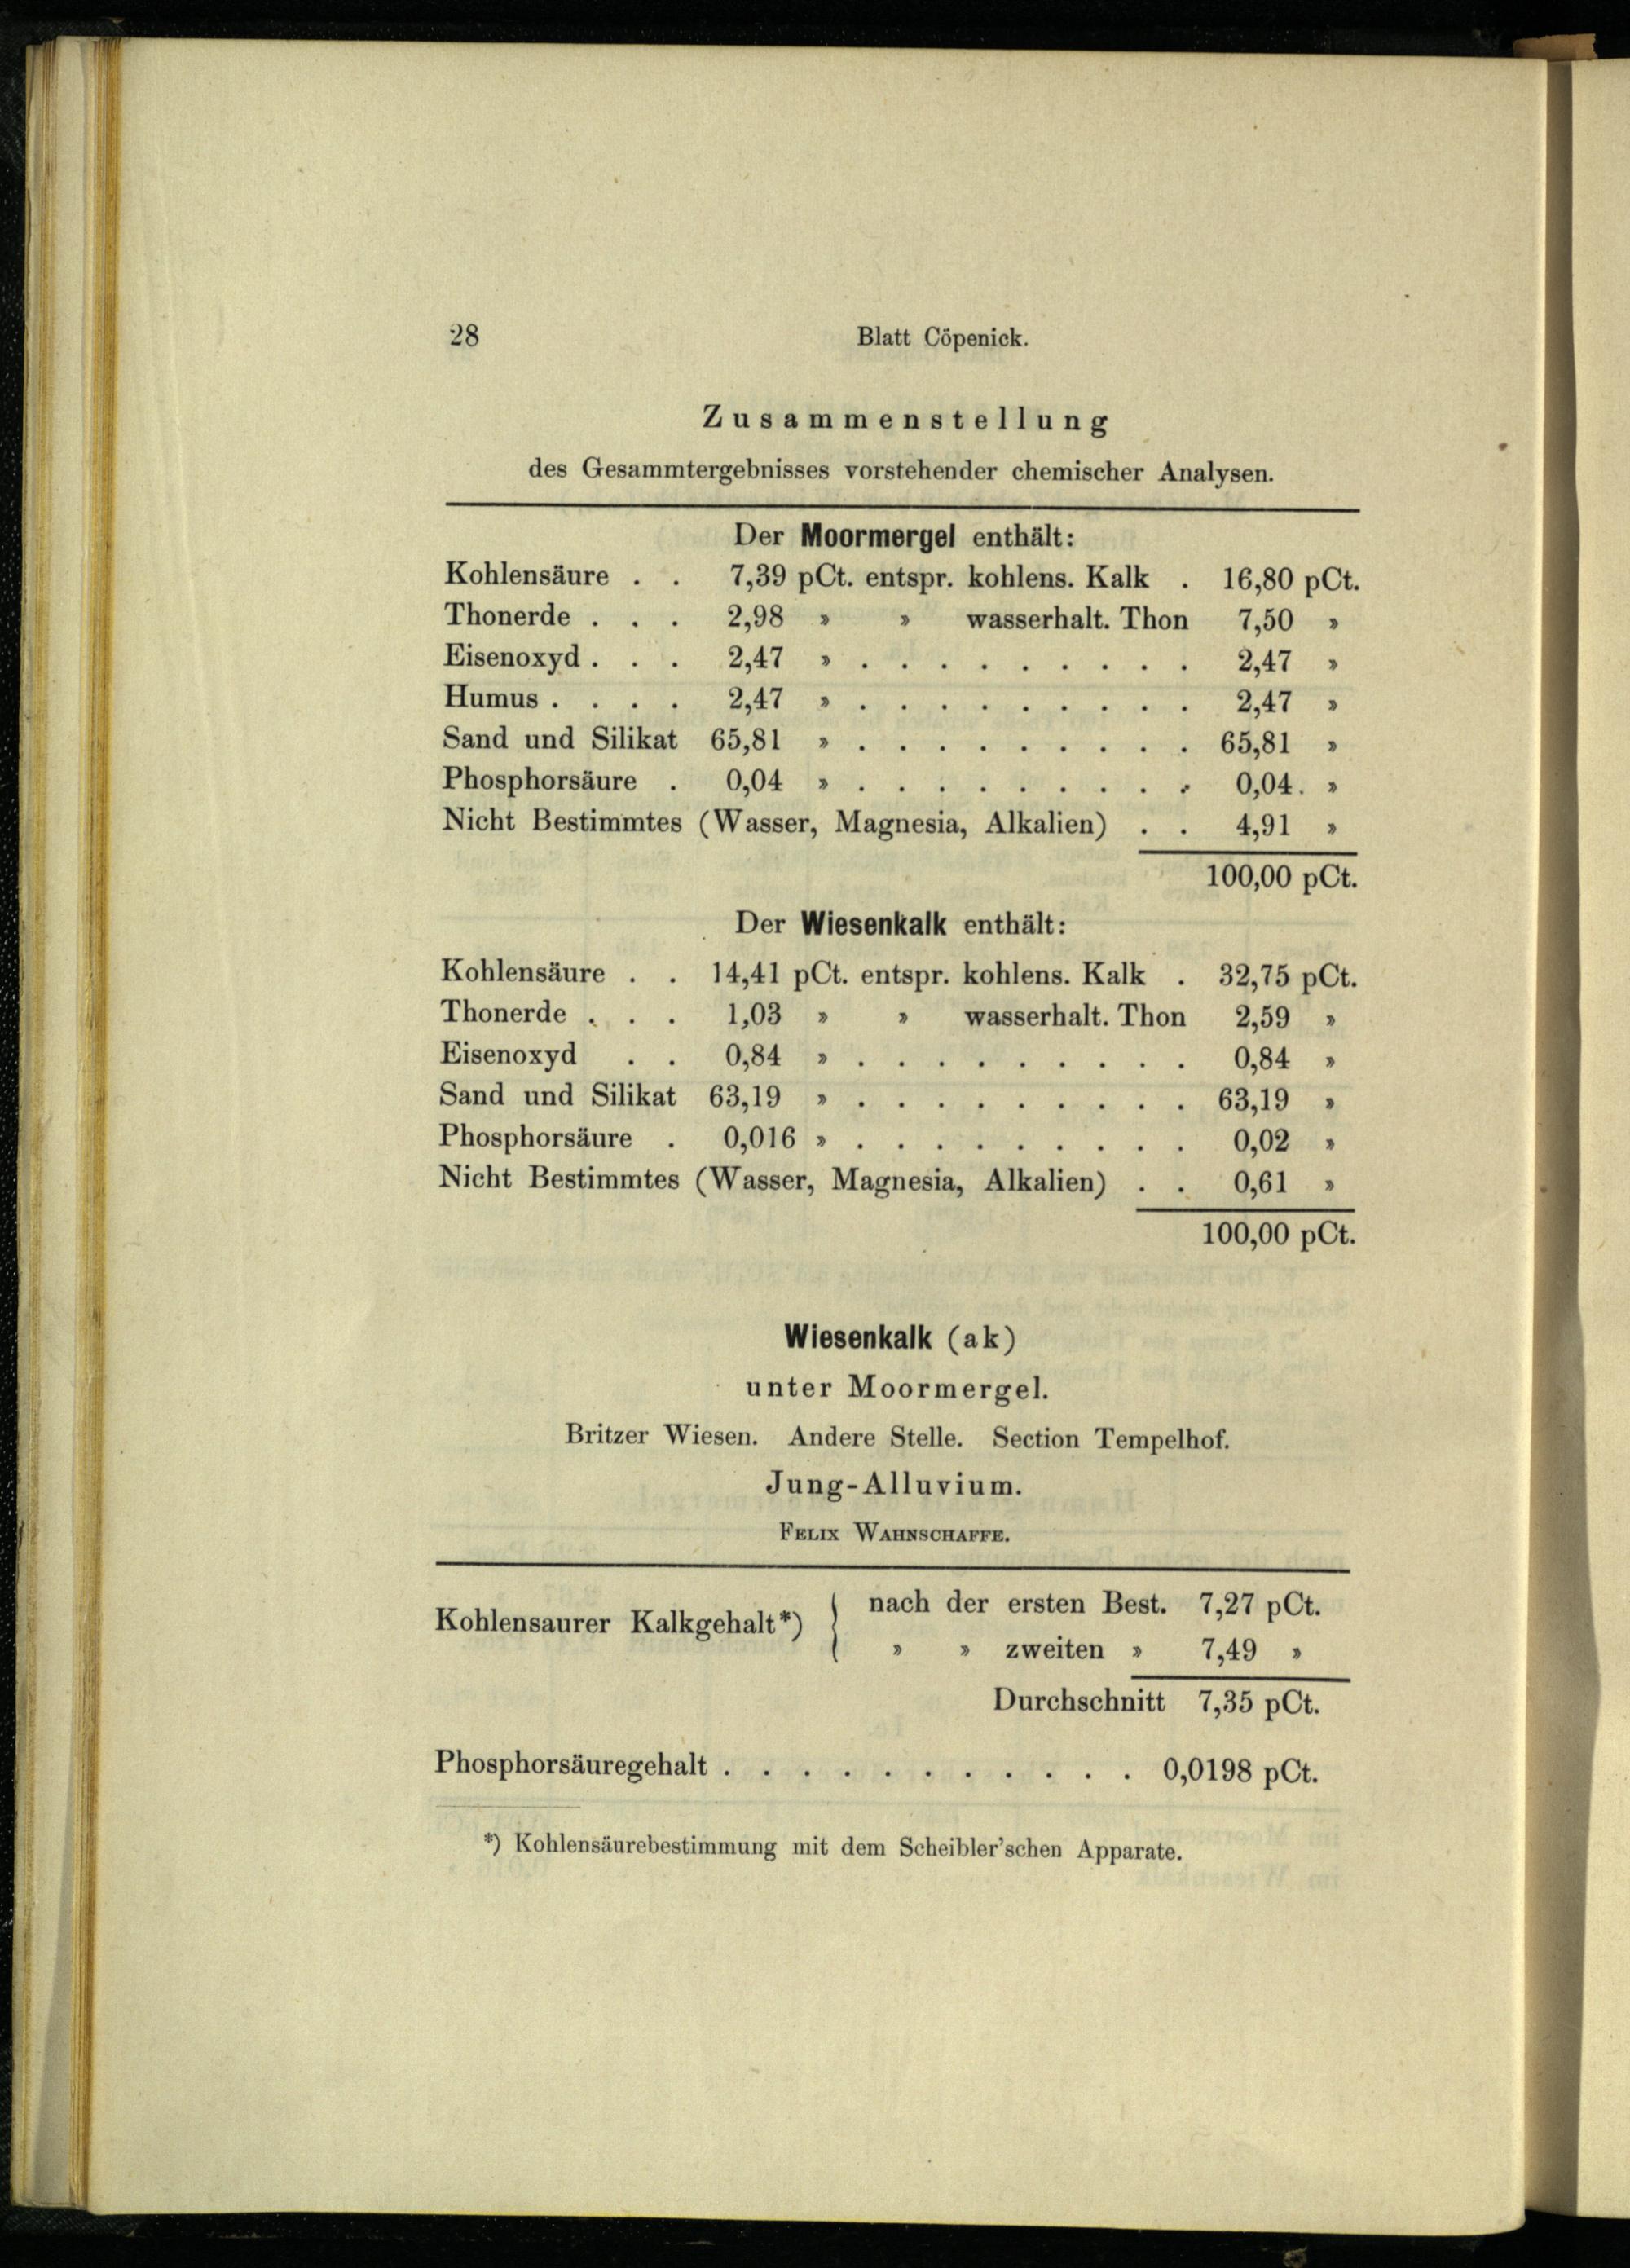 28 Blatt Cöpenick.
Zusammenstellung
des Gesammtergebnisses vorstehender chemischer Analysen.
Der Moormergel enthält:
Kohlensäure . . 7,39 pCt. entspr. kohlens. Kalk . 16,80 pCt.
Thonerde . . . 2,98 » » wasserhalt. Thon 7,50 »
Eisenoxyd . . . 2,47 » . . . . . . . . . 2,47 »
Humus . . . . 2,47 » . . . . . . . . . 2,47 »
Sand und Silikat 65,81 » . . . . . . . . . 65,81 »
Phosphorsäure . 0,04 » . . . . . . . . . 0,04. »
Nicht Bestimmtes (Wasser, Magnesia, Alkalien) . . 4,91 »
100,00 pCt.
Der Wiesenkalk enthält:
Kohlensäure . . 14,41 pCt. entspr. kohlens. Kalk . 32,75 pCt.
Thonerde . . . 1,03 » » wasserhalt. Thon 2,59 »
Eisenoxyd . . 0,84 » . . . . . . . . . 0,84 »
Sand und Silikat 63,19 » . . . . . . . . . 63,19 »
Phosphorsäure . 0,016 » . . . . . . . . . 0,02 »
Nicht Bestimmtes (Wasser, Magnesia, Alkalien) . . 0,61 »
100,00 pCt.
Wiesenkalk (ak)
unter Moormergel.
Britzer Wiesen. Andere Stelle. Section Tempelhof.
Jung-Alluvium.
FELIX WAHNSCHAFFE.
Kohlensaurer Kalkgehalt*) { nach der ersten Best. 7,27 pCt.
» » zweiten » 7,49 »
Durchschnitt 7,35 pCt.
Phosphorsäuregehalt . . . . . . . . . . . 0,0198 pCt.
*) Kohlensäurebestimmung mit dem Scheibler'schen Apparate.